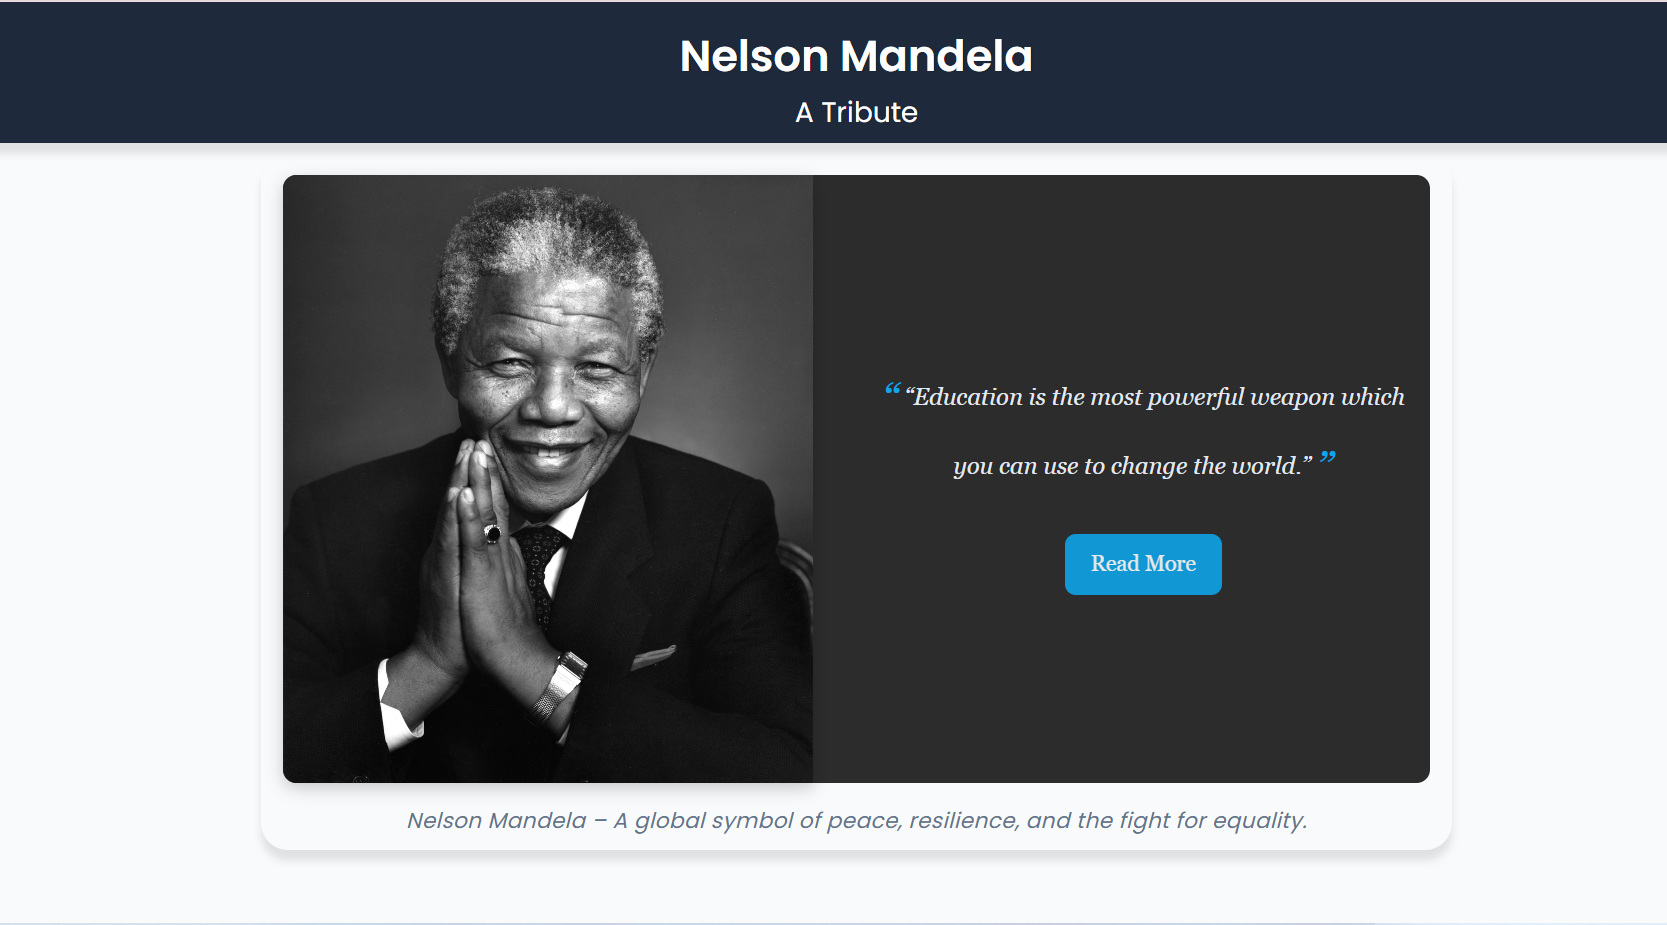 Nelson Mandela
A Tribute
“ “Education is the most powerful weapon which
you can use to change the world.” ”
Read More
Nelson Mandela – A global symbol of peace, resilience, and the fight for equality.